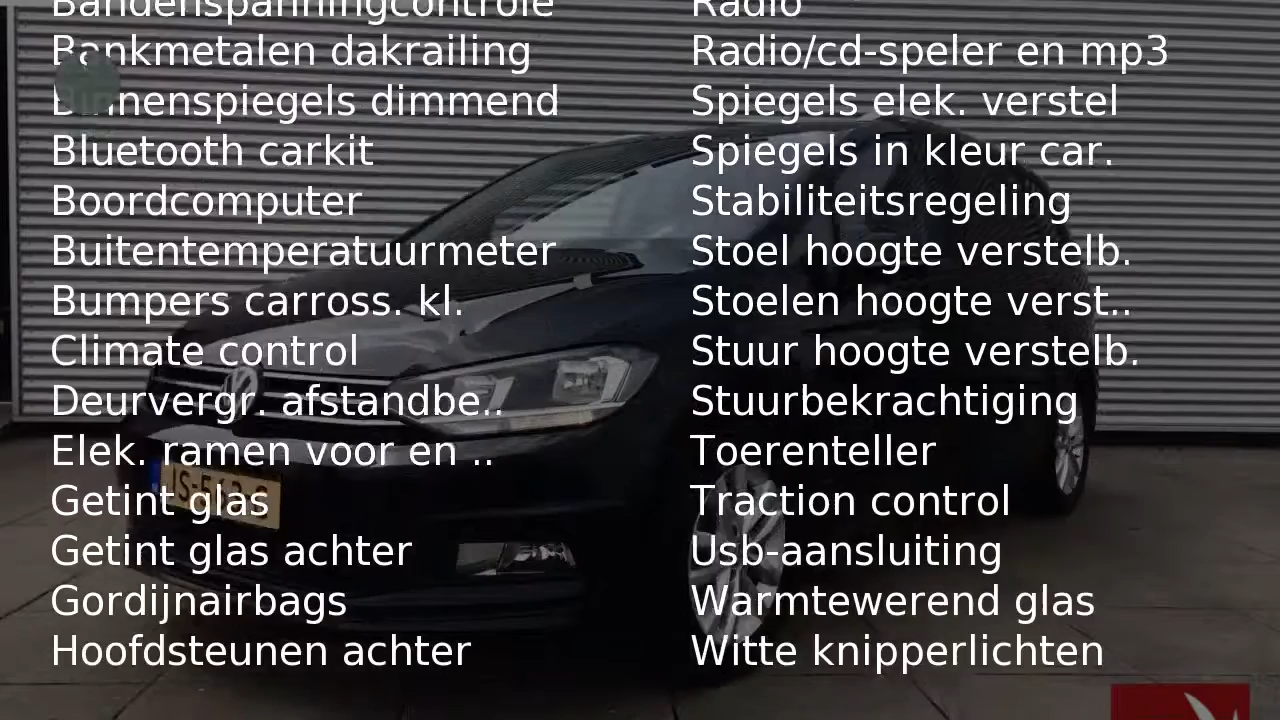 Bandenspanningcontrole
Bankmetalen dakrailing
Binnenspiegels dimmend
Bluetooth carkit
Boordcomputer
Buitentemperatuurmeter
Bumpers carross. kl.
Climate control
Deurvergr. afstandbe..
Elek. ramen voor en ..
Getint glas
Getint glas achter
Gordijnairbags
Hoofdsteunen achter
Radio
Radio/cd-speler en mp3
Spiegels elek. verstel
Spiegels in kleur car.
Stabiliteitsregeling
Stoel hoogte verstelb.
Stoelen hoogte verst..
Stuur hoogte verstelb.
Stuurbekrachtiging
Toerenteller
Traction control
Usb-aansluiting
Warmtewerend glas
Witte knipperlichten